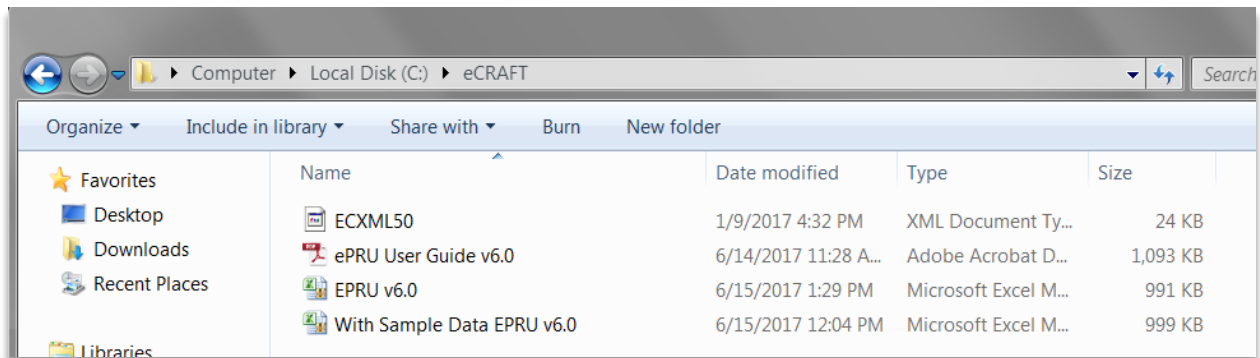 Computer Local Disk (C:) eCRAFT Search
Organize Include in library Share with Burn New folder
Favorites
Desktop
Downloads
Recent Places
Libraries
Name Date modified Type Size
ECXML50 1/9/2017 4:32 PM XML Document Ty... 24 KB
ePRU User Guide v6.0 6/14/2017 11:28 A... Adobe Acrobat D... 1,093 KB
EPRU v6.0 6/15/2017 1:29 PM Microsoft Excel M... 991 KB
With Sample Data EPRU v6.0 6/15/2017 12:04 PM Microsoft Excel M... 999 KB